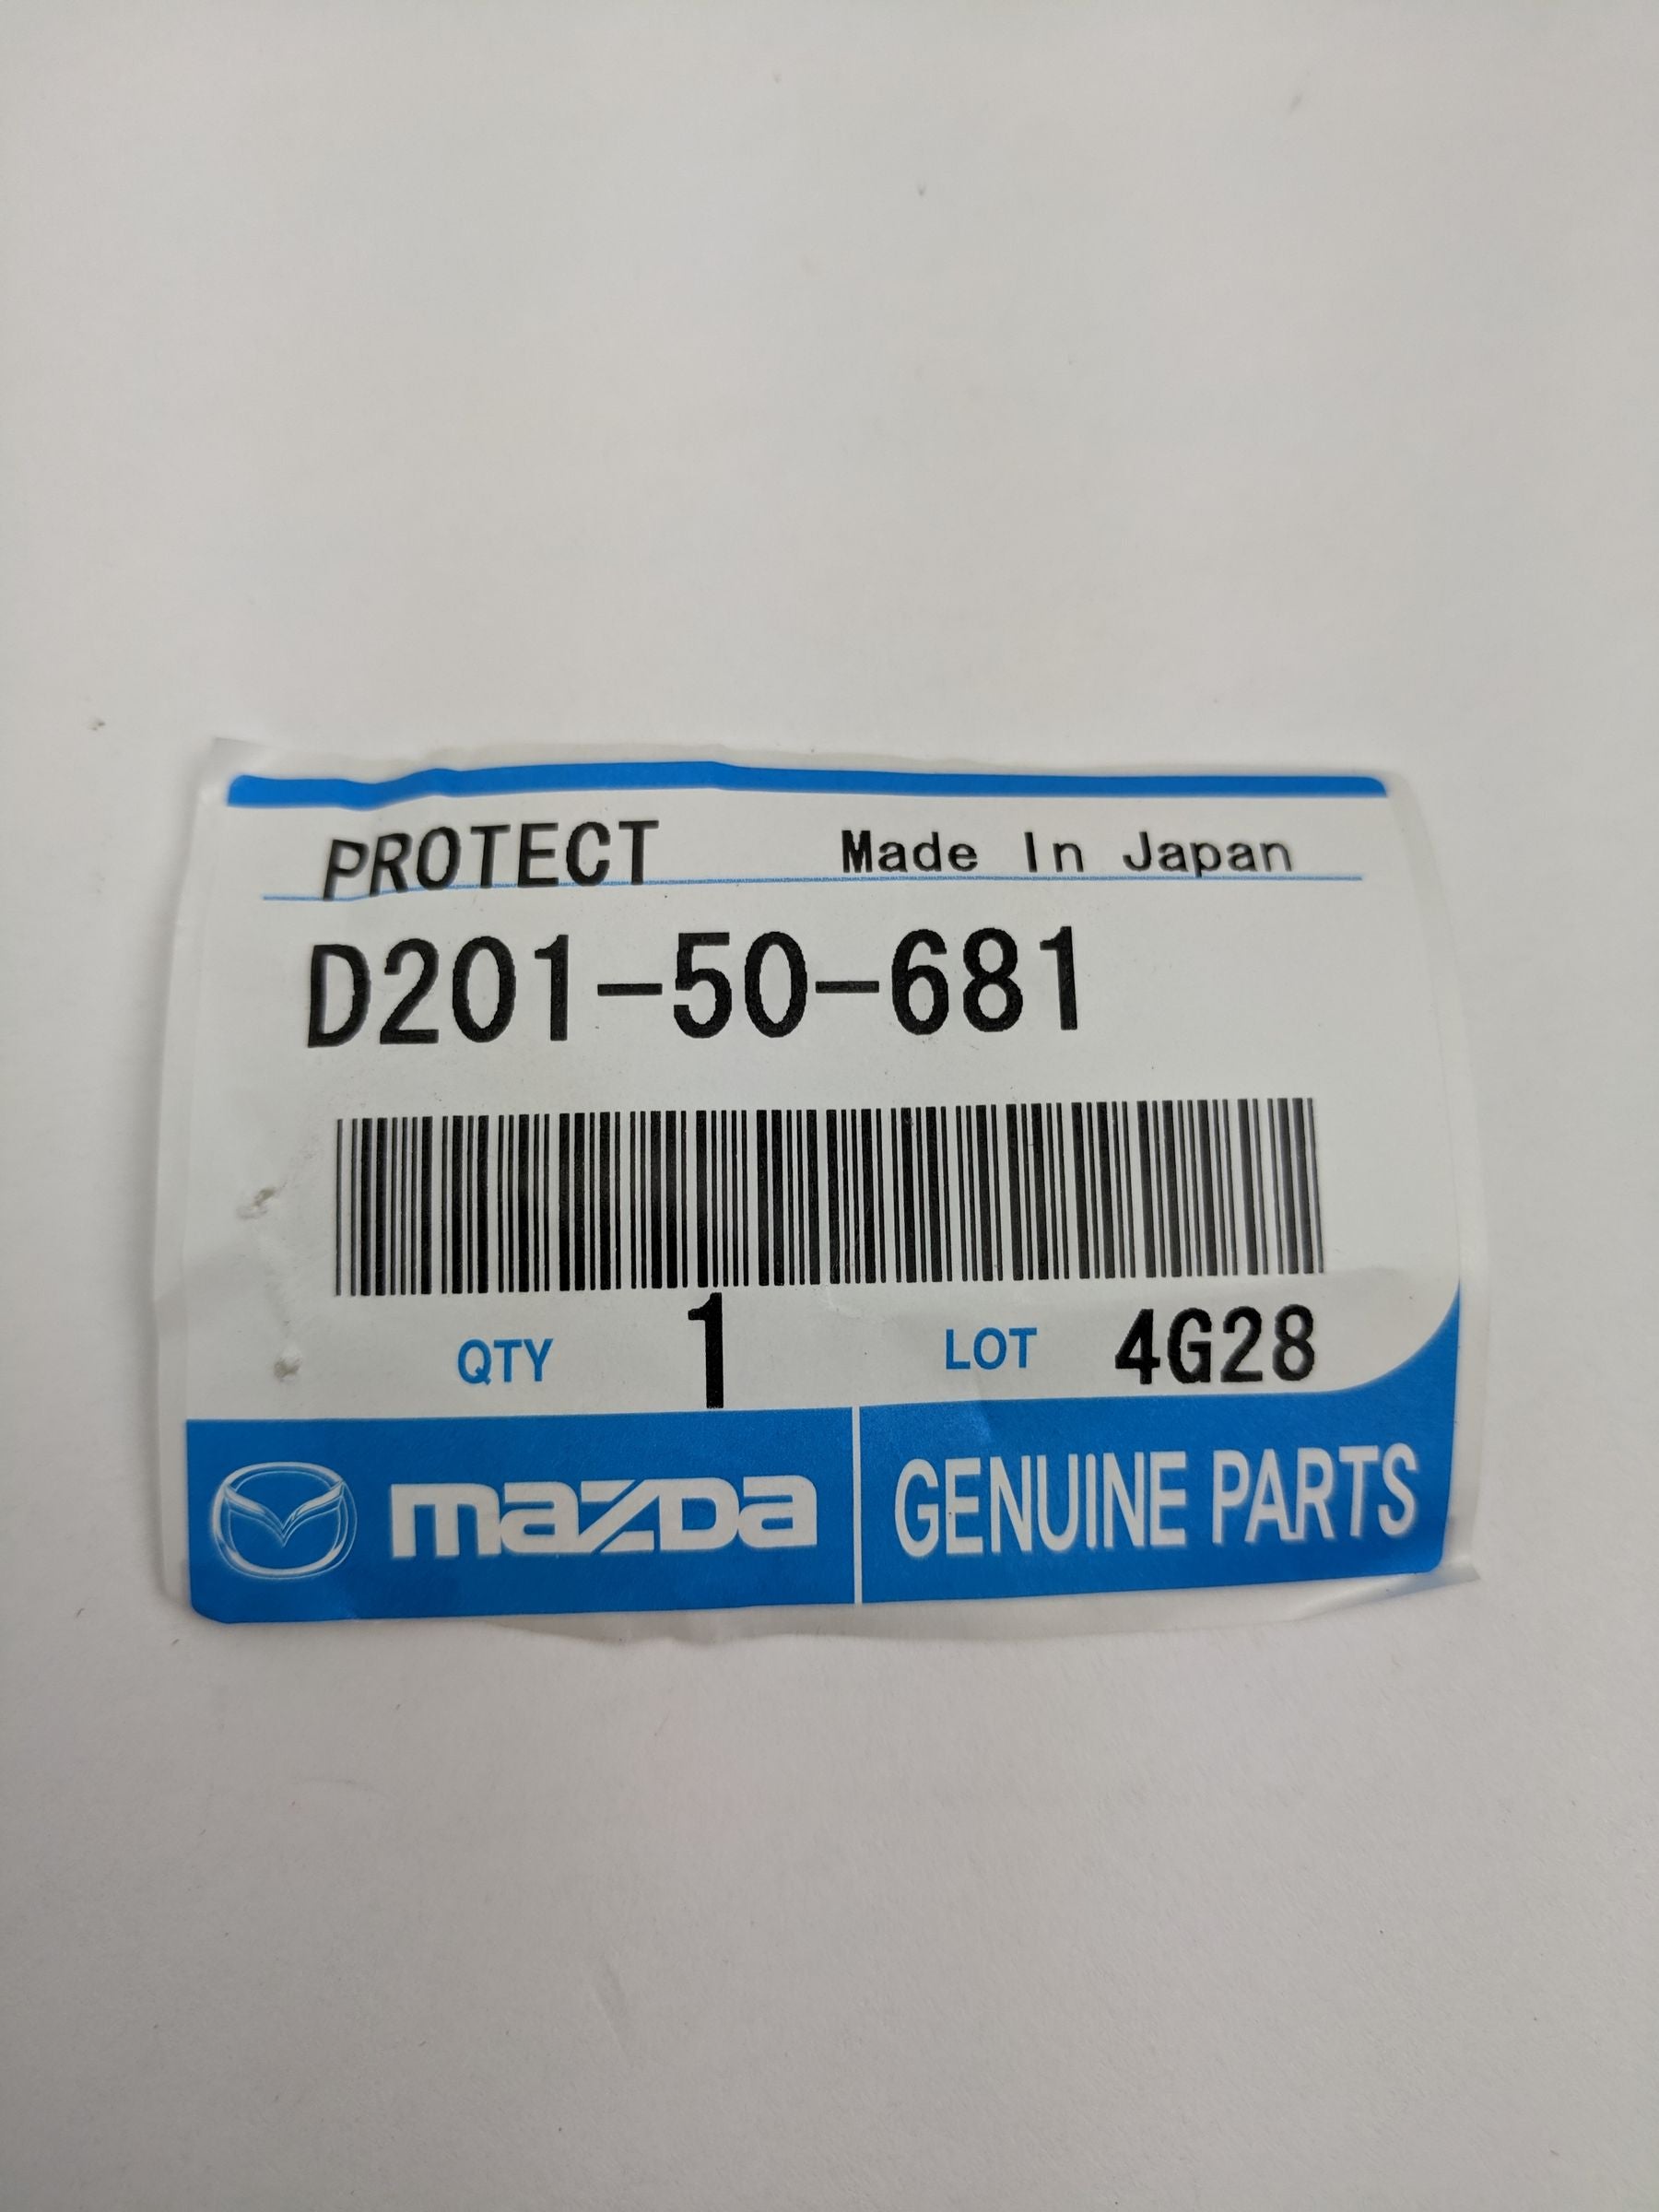 PROTECT Made In Japan
D201-50-681
QTY 1 LOT 4G28
mazda GENUINE PARTS